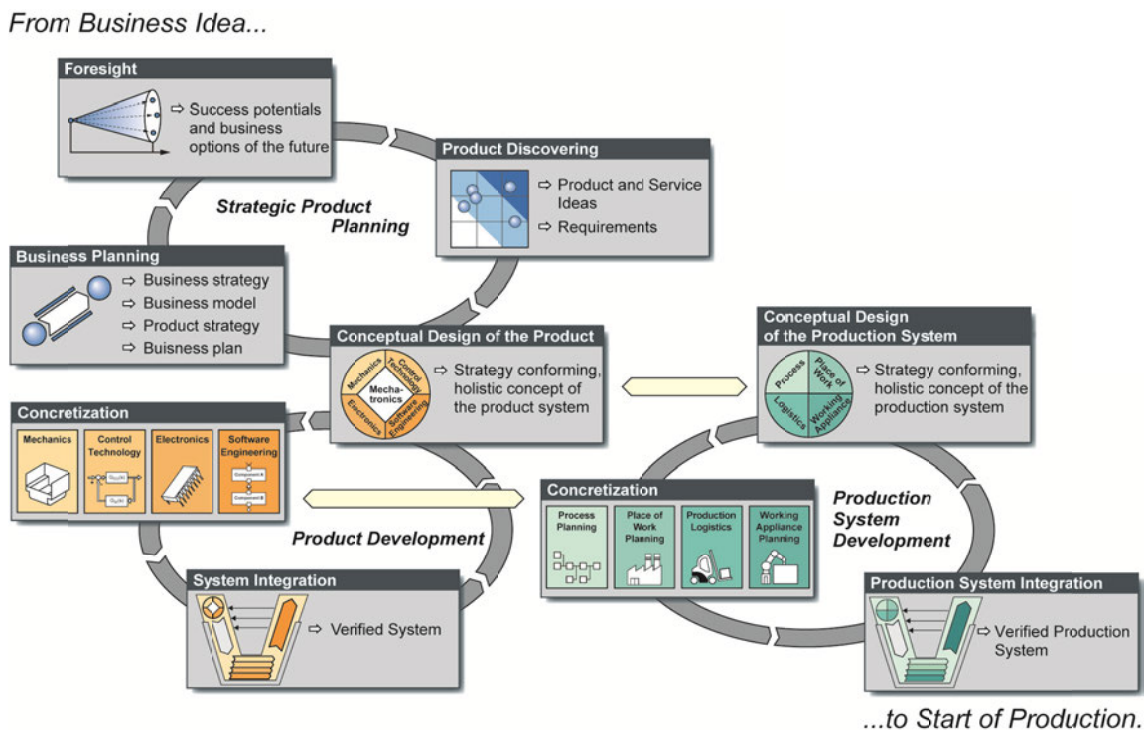 From Business Idea...
Foresight
Success potentials
and business
options of the future
Product Discovering
Product and Service
Ideas
Requirements
Strategic Product
Planning
Business Planning
Business strategy
Business model
Product strategy
Buisness plan
Conceptual Design of the Product
Mechanics
Control
Technology
Mecha-
tronics
Electronics
Software
Engineering
Strategy conforming,
holistic concept of
the product system
Conceptual Design
of the Production System
Process
Place of
Work
Logistics
Working
Appliance
Strategy conforming,
holistic concept of the
production system
Concretization
Mechanics
Control
Technology
Electronics
Software
Engineering
Component A
Component B
Product Development
Concretization
Process
Planning
Place of
Work
Planning
Production
Logistics
Working
Appliance
Planning
Production
System
Development
System Integration
Verified System
Production System Integration
Verified Production
System
...to Start of Production.